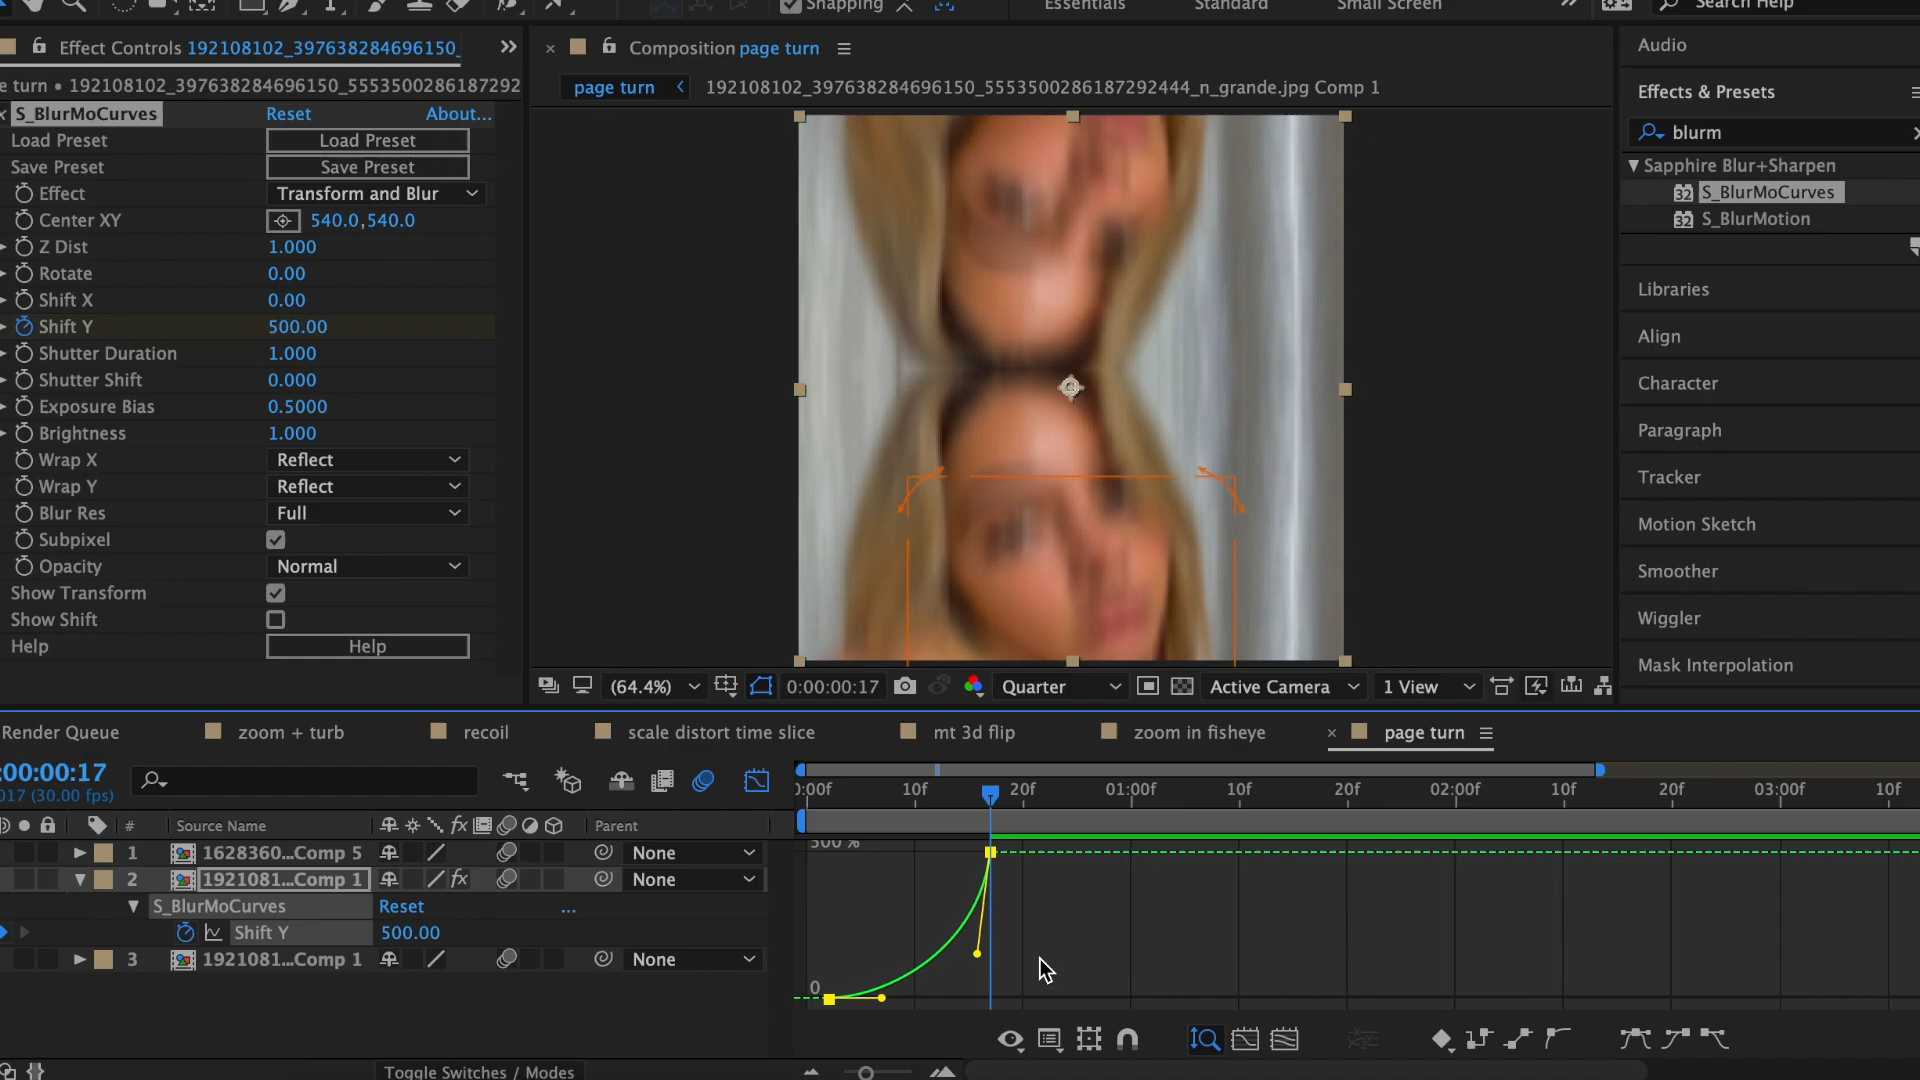 Snapping
Essentials
Standard
Small Screen
Search Help
Effect Controls 192108102_397638284696150_
Composition page turn
Audio
e turn • 192108102_397638284696150_5553500286187292
page turn
192108102_397638284696150_5553500286187292444_n_grande.jpg Comp 1
Effects & Presets
S_BlurMoCurves
Reset
About...
Load Preset
Load Preset
Save Preset
Save Preset
Effect
Transform and Blur
Center XY
540.0,540.0
Z Dist
1.000
Rotate
0.00
Shift X
0.00
Shift Y
500.00
Shutter Duration
1.000
Shutter Shift
0.000
Exposure Bias
0.5000
Brightness
1.000
Wrap X
Reflect
Wrap Y
Reflect
Blur Res
Full
Subpixel
Opacity
Normal
Show Transform
Show Shift
Help
Help
blurm
Sapphire Blur+Sharpen
32 S_BlurMoCurves
32 S_BlurMotion
Libraries
Align
Character
Paragraph
Tracker
Motion Sketch
Smoother
Wiggler
Mask Interpolation
(64.4%)
0:00:00:17
Quarter
Active Camera
1 View
Render Queue
zoom + turb
recoil
scale distort time slice
mt 3d flip
zoom in fisheye
page turn
:00:00:17
017 (30.00 fps)
0:00f
10f
20f
01:00f
10f
20f
02:00f
10f
20f
03:00f
10f
#
Source Name
fx
Parent
1
1628360...Comp 5
None
2
1921081...Comp 1
fx
None
S_BlurMoCurves
Reset
...
Shift Y
500.00
3
1921081...Comp 1
None
500 %
0
Toggle Switches / Modes